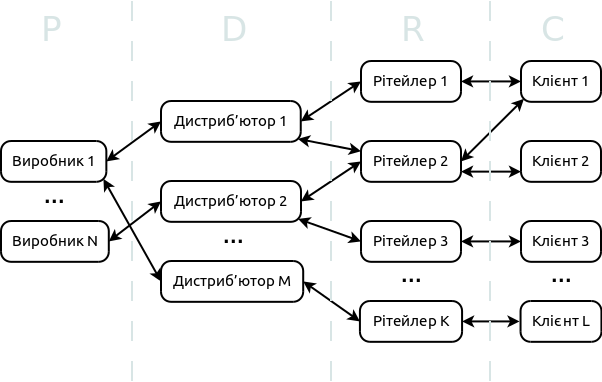 P D R C
Рітейлер 1 Клієнт 1
Дистриб’ютор 1
Виробник 1 Рітейлер 2 Клієнт 2
...
Дистриб’ютор 2
Виробник N Рітейлер 3 Клієнт 3
...
Дистриб’ютор M ... ...
Рітейлер K Клієнт L